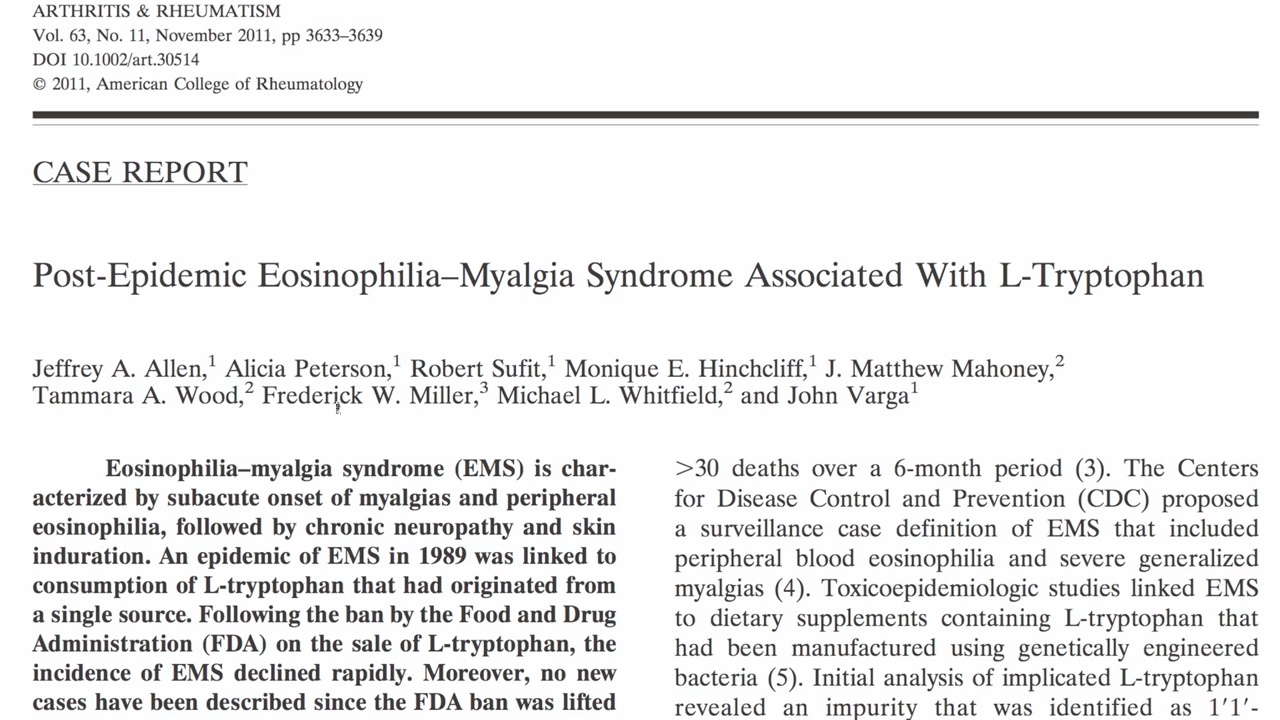 ARTHRITIS & RHEUMATISM
Vol. 63, No. 11, November 2011, pp 3633–3639
DOI 10.1002/art.30514
© 2011, American College of Rheumatology
CASE REPORT
Post-Epidemic Eosinophilia–Myalgia Syndrome Associated With L-Tryptophan
Jeffrey A. Allen,1 Alicia Peterson,1 Robert Sufit,1 Monique E. Hinchcliff,1 J. Matthew Mahoney,2
Tammara A. Wood,2 Frederick W. Miller,3 Michael L. Whitfield,2 and John Varga1
Eosinophilia–myalgia syndrome (EMS) is char-
acterized by subacute onset of myalgias and peripheral
eosinophilia, followed by chronic neuropathy and skin
induration. An epidemic of EMS in 1989 was linked to
consumption of L-tryptophan that had originated from
a single source. Following the ban by the Food and Drug
Administration (FDA) on the sale of L-tryptophan, the
incidence of EMS declined rapidly. Moreover, no new
cases have been described since the FDA ban was lifted
>30 deaths over a 6-month period (3). The Centers
for Disease Control and Prevention (CDC) proposed
a surveillance case definition of EMS that included
peripheral blood eosinophilia and severe generalized
myalgias (4). Toxicoepidemiologic studies linked EMS
to dietary supplements containing L-tryptophan that
had been manufactured using genetically engineered
bacteria (5). Initial analysis of implicated L-tryptophan
revealed an impurity that was identified as 1′1′-